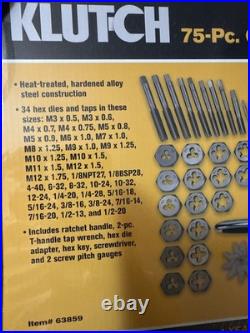 KLUTCH
75-Pc.
• Heat-treated, hardened alloy
steel construction
• 34 hex dies and taps in these
sizes: M3 x 0.5, M3 x 0.6,
M4 x 0.7, M4 x 0.75, M5 x 0.8,
M5 x 0.9, M6 x 1.0, M7 x 1.0,
M8 x 1.25, M9 x 1.0, M9 x 1.25,
M10 x 1.25, M10 x 1.5,
M11 x 1.5, M12 x 1.5,
M12 x 1.75, 1/8NPT27, 1/8BSP28,
4-40, 6-32, 8-32, 10-24, 10-32,
12-24, 1/4-20, 1/4-28, 5/16-18,
5/16-24, 3/8-16, 3/8-24, 7/16-14,
7/16-20, 1/2-13, and 1/2-20
• Includes ratchet handle, 2-pc.
T-handle tap wrench, hex die
adapter, hex key, screwdriver,
and 2 screw pitch gauges
Item# 63859